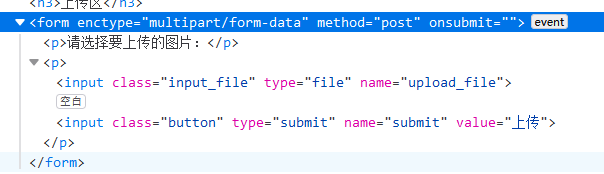 <h3>上传区</h3>
<form enctype="multipart/form-data" method="post" onsubmit=""> event
<p>请选择要上传的图片：</p>
<p>
<input class="input_file" type="file" name="upload_file">
空白
<input class="button" type="submit" name="submit" value="上传">
</p>
</form>